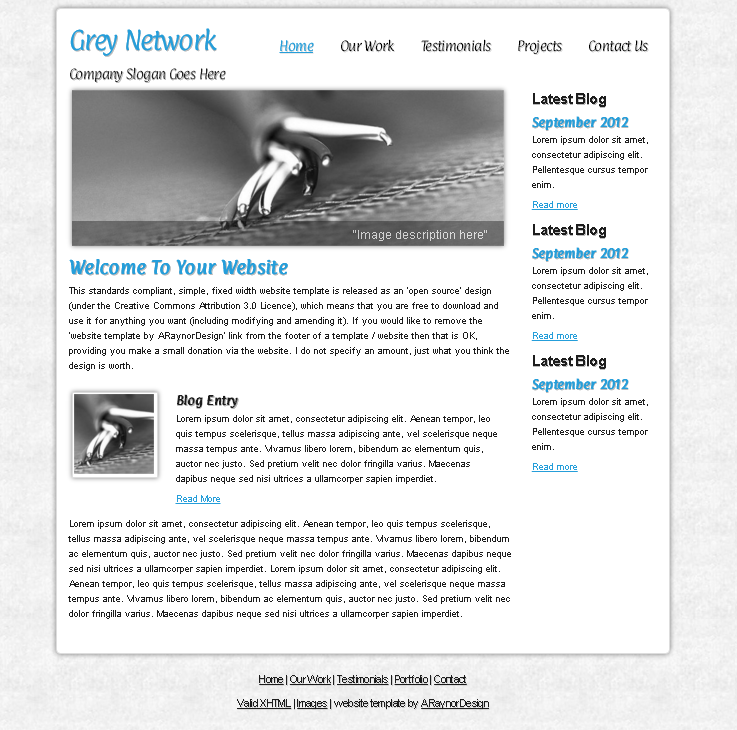 Grey Network
Home Our Work Testimonials Projects Contact Us
Company Slogan Goes Here
"Image description here"
Welcome To Your Website
This standards compliant, simple, fixed width website template is released as an 'open source' design
(under the Creative Commons Attribution 3.0 Licence), which means that you are free to download and
use it for anything you want (including modifying and amending it). If you would like to remove the
'website template by ARaynorDesign' link from the footer of a template / website then that is OK,
providing you make a small donation via the website. I do not specify an amount, just what you think the
design is worth.
Blog Entry
Lorem ipsum dolor sit amet, consectetur adipiscing elit. Aenean tempor, leo
quis tempus scelerisque, tellus massa adipiscing ante, vel scelerisque neque
massa tempus ante. Vivamus libero lorem, bibendum ac elementum quis,
auctor nec justo. Sed pretium velit nec dolor fringilla varius. Maecenas
dapibus neque sed nisi ultrices a ullamcorper sapien imperdiet.
Read More
Lorem ipsum dolor sit amet, consectetur adipiscing elit. Aenean tempor, leo quis tempus scelerisque,
tellus massa adipiscing ante, vel scelerisque neque massa tempus ante. Vivamus libero lorem, bibendum
ac elementum quis, auctor nec justo. Sed pretium velit nec dolor fringilla varius. Maecenas dapibus neque
sed nisi ultrices a ullamcorper sapien imperdiet. Lorem ipsum dolor sit amet, consectetur adipiscing elit.
Aenean tempor, leo quis tempus scelerisque, tellus massa adipiscing ante, vel scelerisque neque massa
tempus ante. Vivamus libero lorem, bibendum ac elementum quis, auctor nec justo. Sed pretium velit nec
dolor fringilla varius. Maecenas dapibus neque sed nisi ultrices a ullamcorper sapien imperdiet.
Latest Blog
September 2012
Lorem ipsum dolor sit amet,
consectetur adipiscing elit.
Pellentesque cursus tempor
enim.
Read more
Latest Blog
September 2012
Lorem ipsum dolor sit amet,
consectetur adipiscing elit.
Pellentesque cursus tempor
enim.
Read more
Latest Blog
September 2012
Lorem ipsum dolor sit amet,
consectetur adipiscing elit.
Pellentesque cursus tempor
enim.
Read more
Home | Our Work | Testimonials | Portfolio | Contact
Valid XHTML | Images | website template by ARaynorDesign